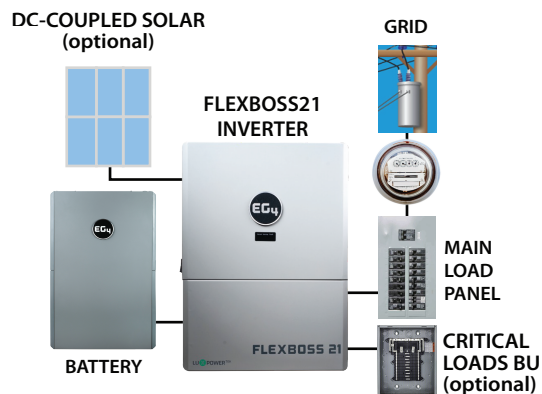 DC-COUPLED SOLAR
(optional)
GRID
FLEXBOSS21
INVERTER
EG4
EG4
MAIN
LOAD
PANEL
FLEXBOSS 21
LUXPOWER
BATTERY
CRITICAL
LOADS BU
(optional)